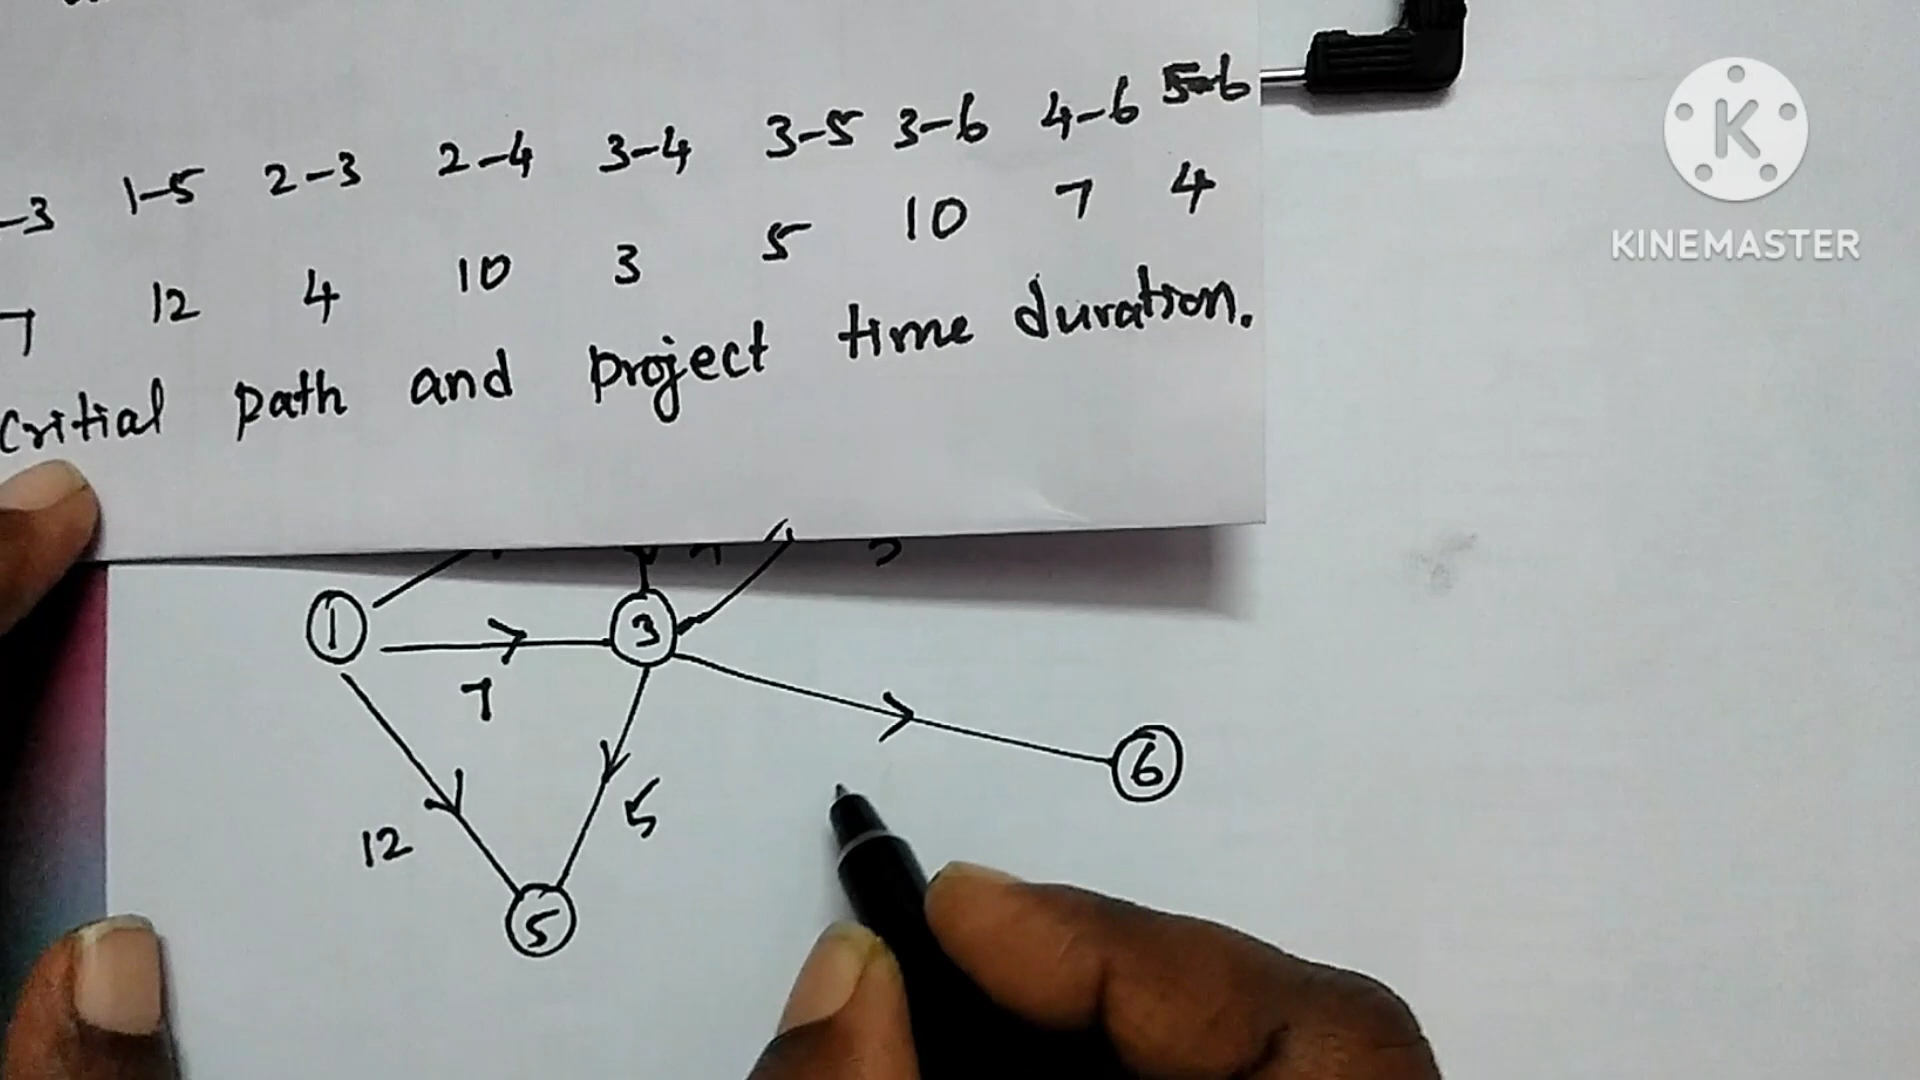 -3 1-5 2-3 2-4 3-4 3-5 3-6 4-6 5-6
7 12 4 10 3 5 10 7 4
Critial path and project time duration.
K
KINEMASTER
1
3
7
6
12
5
5